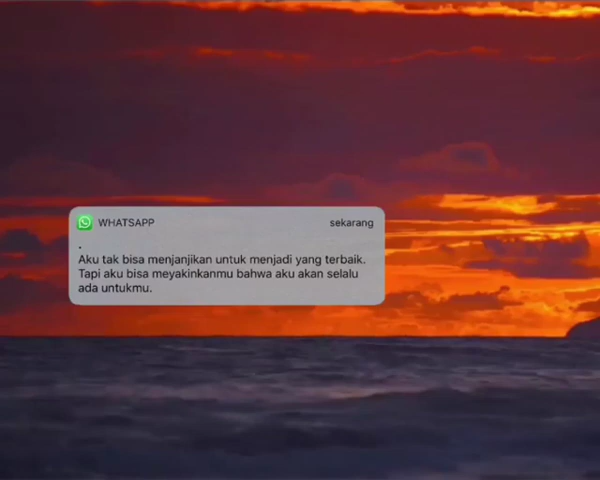 WHATSAPP sekarang
.
Aku tak bisa menjanjikan untuk menjadi yang terbaik.
Tapi aku bisa meyakinkanmu bahwa aku akan selalu
ada untukmu.